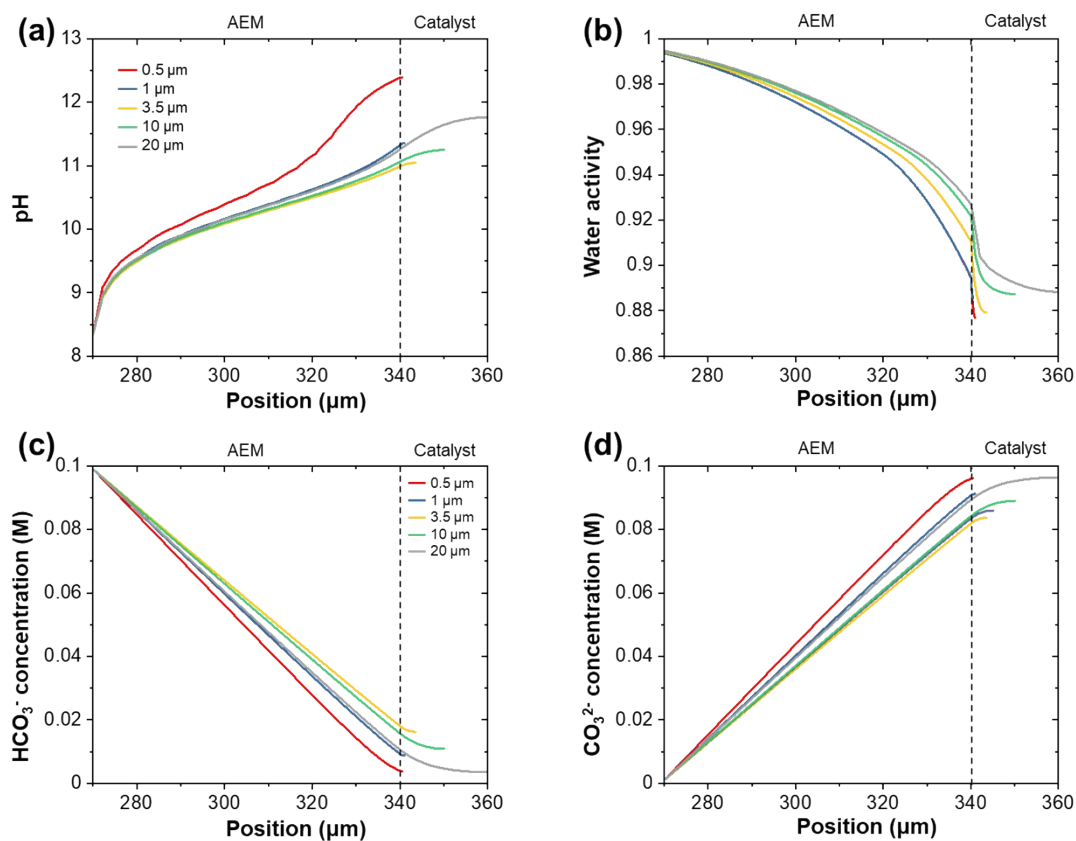 (a)
AEM
Catalyst
13
12
11
10
9
8
pH
0.5 µm
1 µm
3.5 µm
10 µm
20 µm
280
300
320
340
360
Position (µm)
(b)
AEM
Catalyst
1
0.98
0.96
0.94
0.92
0.9
0.88
0.86
Water activity
280
300
320
340
360
Position (µm)
(c)
AEM
Catalyst
0.1
0.08
0.06
0.04
0.02
0
HCO₃⁻ concentration (M)
0.5 µm
1 µm
3.5 µm
10 µm
20 µm
280
300
320
340
360
Position (µm)
(d)
AEM
Catalyst
0.1
0.08
0.06
0.04
0.02
0
CO₃²⁻ concentration (M)
280
300
320
340
360
Position (µm)